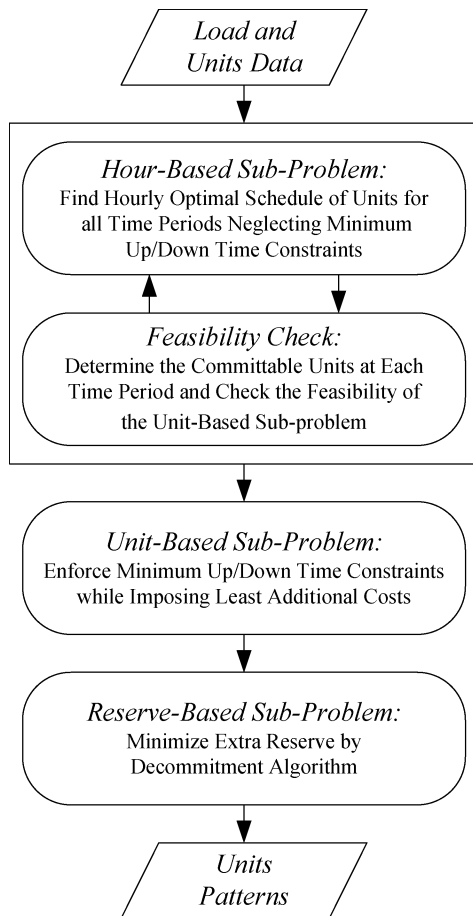 Load and
Units Data
Hour-Based Sub-Problem:
Find Hourly Optimal Schedule of Units for
all Time Periods Neglecting Minimum
Up/Down Time Constraints
Feasibility Check:
Determine the Committable Units at Each
Time Period and Check the Feasibility of
the Unit-Based Sub-problem
Unit-Based Sub-Problem:
Enforce Minimum Up/Down Time Constraints
while Imposing Least Additional Costs
Reserve-Based Sub-Problem:
Minimize Extra Reserve by
Decommitment Algorithm
Units
Patterns